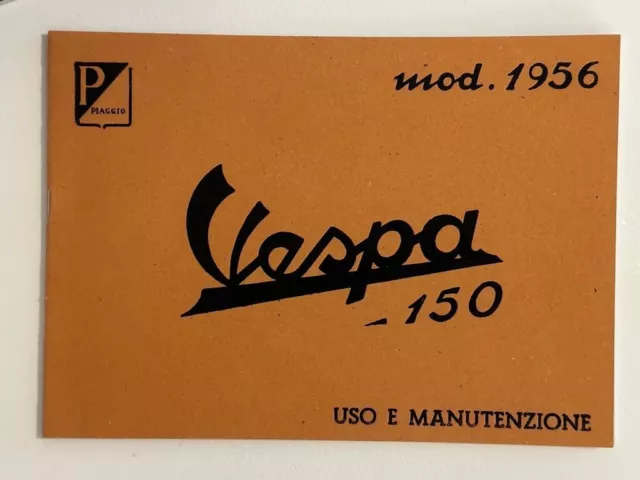 P
PIAGGIO
mod. 1956
Vespa
150
USO E MANUTENZIONE